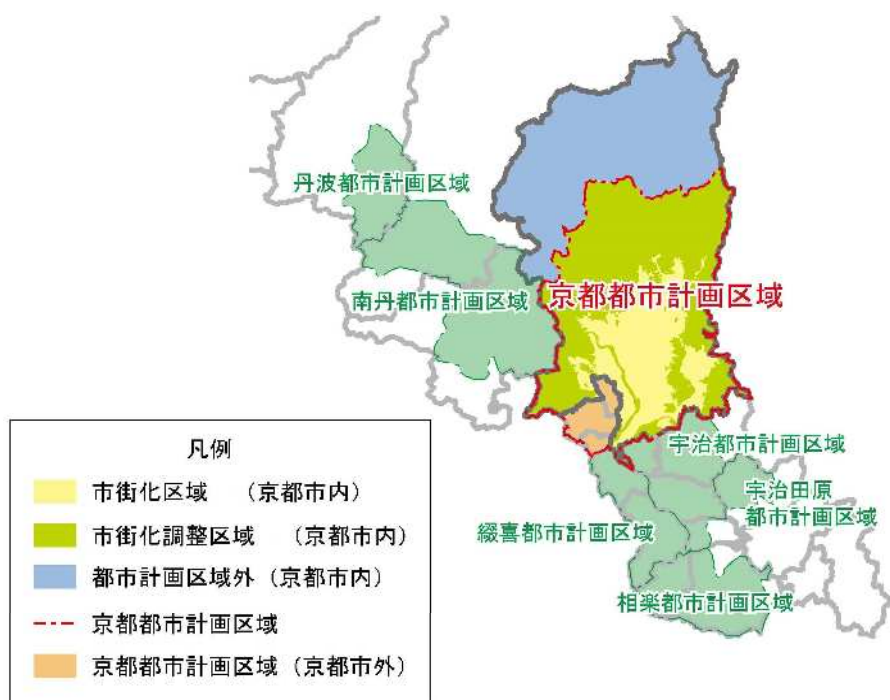 丹波都市計画区域
南丹都市計画区域
京都都市計画区域
宇治都市計画区域
宇治田原
都市計画区域
綴喜都市計画区域
相楽都市計画区域
凡例
市街化区域 (京都市内)
市街化調整区域 (京都市内)
都市計画区域外 (京都市内)
京都都市計画区域
京都都市計画区域 (京都市外)